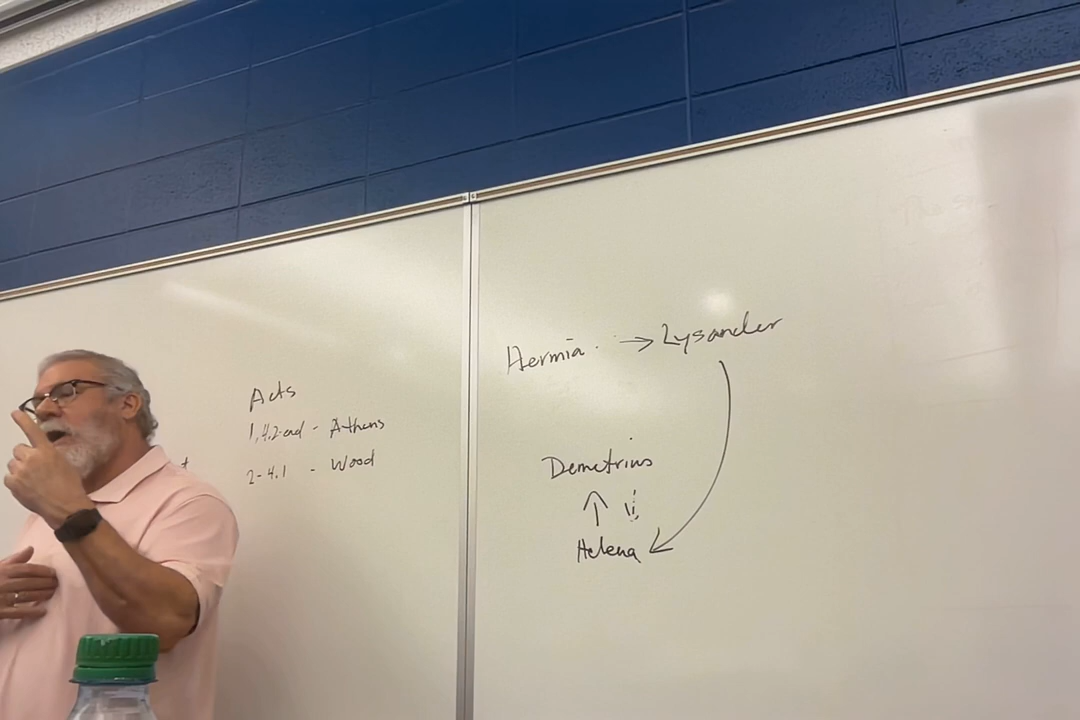 Acts
1, 4.2-end - Athens
2-4.1 - Wood
Hermia. → Lysander
Demetrius
↑
Helena